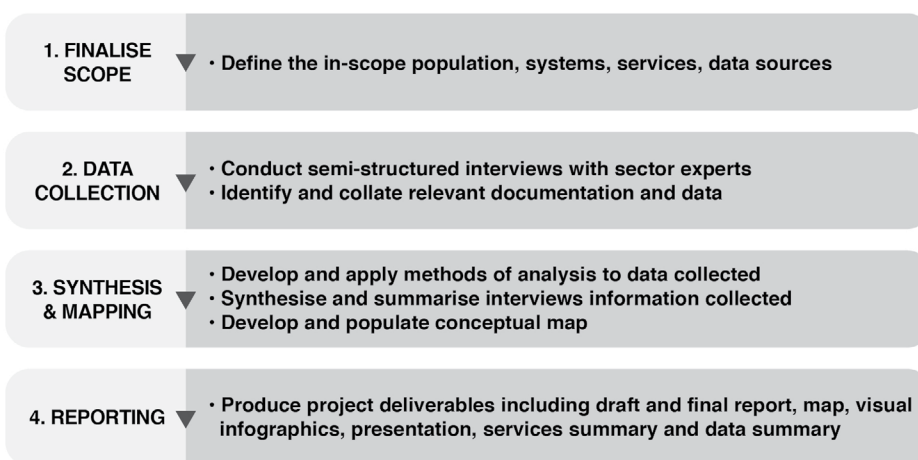 1. FINALISE
SCOPE
• Define the in-scope population, systems, services, data sources
2. DATA
COLLECTION
• Conduct semi-structured interviews with sector experts
• Identify and collate relevant documentation and data
3. SYNTHESIS
& MAPPING
• Develop and apply methods of analysis to data collected
• Synthesise and summarise interviews information collected
• Develop and populate conceptual map
4. REPORTING
• Produce project deliverables including draft and final report, map, visual
infographics, presentation, services summary and data summary